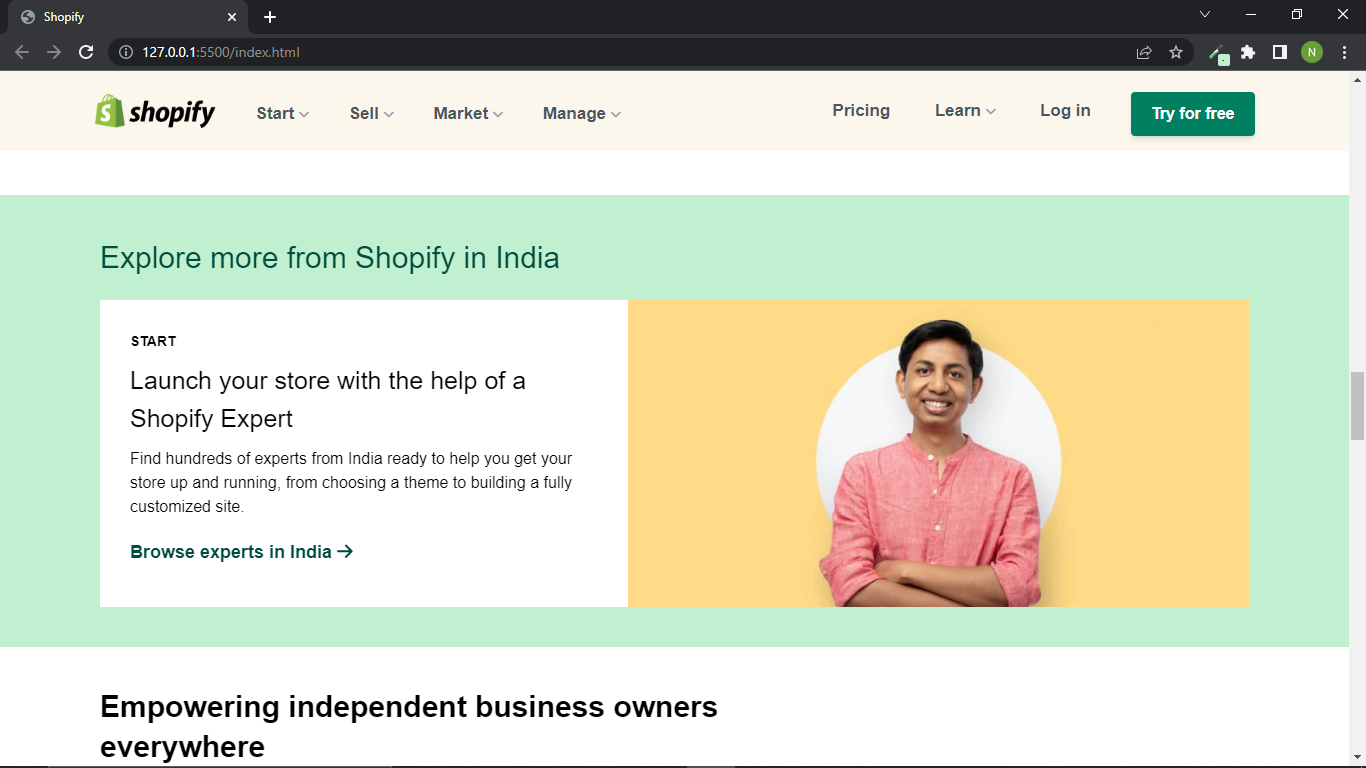 Shopify
127.0.0.1:5500/index.html
N
shopify
Start
Sell
Market
Manage
Pricing
Learn
Log in
Try for free
Explore more from Shopify in India
START
Launch your store with the help of a
Shopify Expert
Find hundreds of experts from India ready to help you get your
store up and running, from choosing a theme to building a fully
customized site.
Browse experts in India →
Empowering independent business owners
everywhere